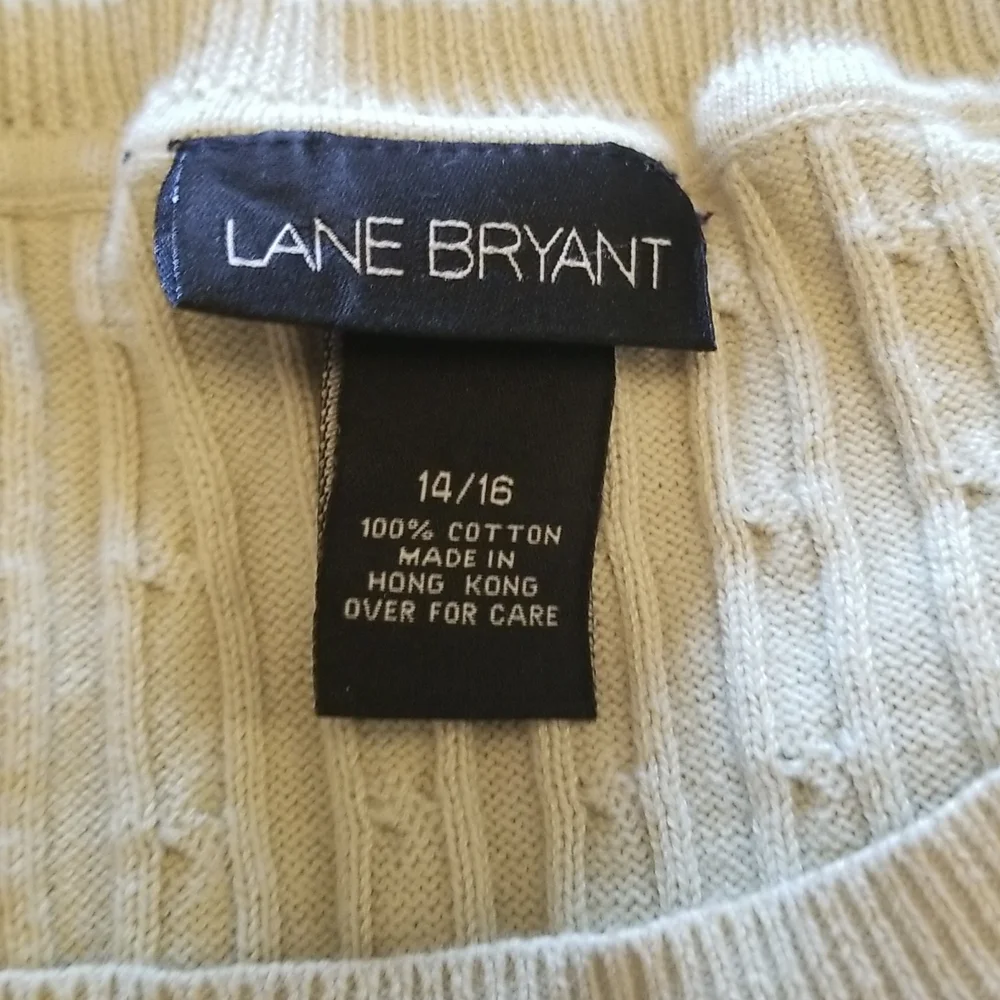 LANE BRYANT
14/16
100% COTTON
MADE IN
HONG KONG
OVER FOR CARE